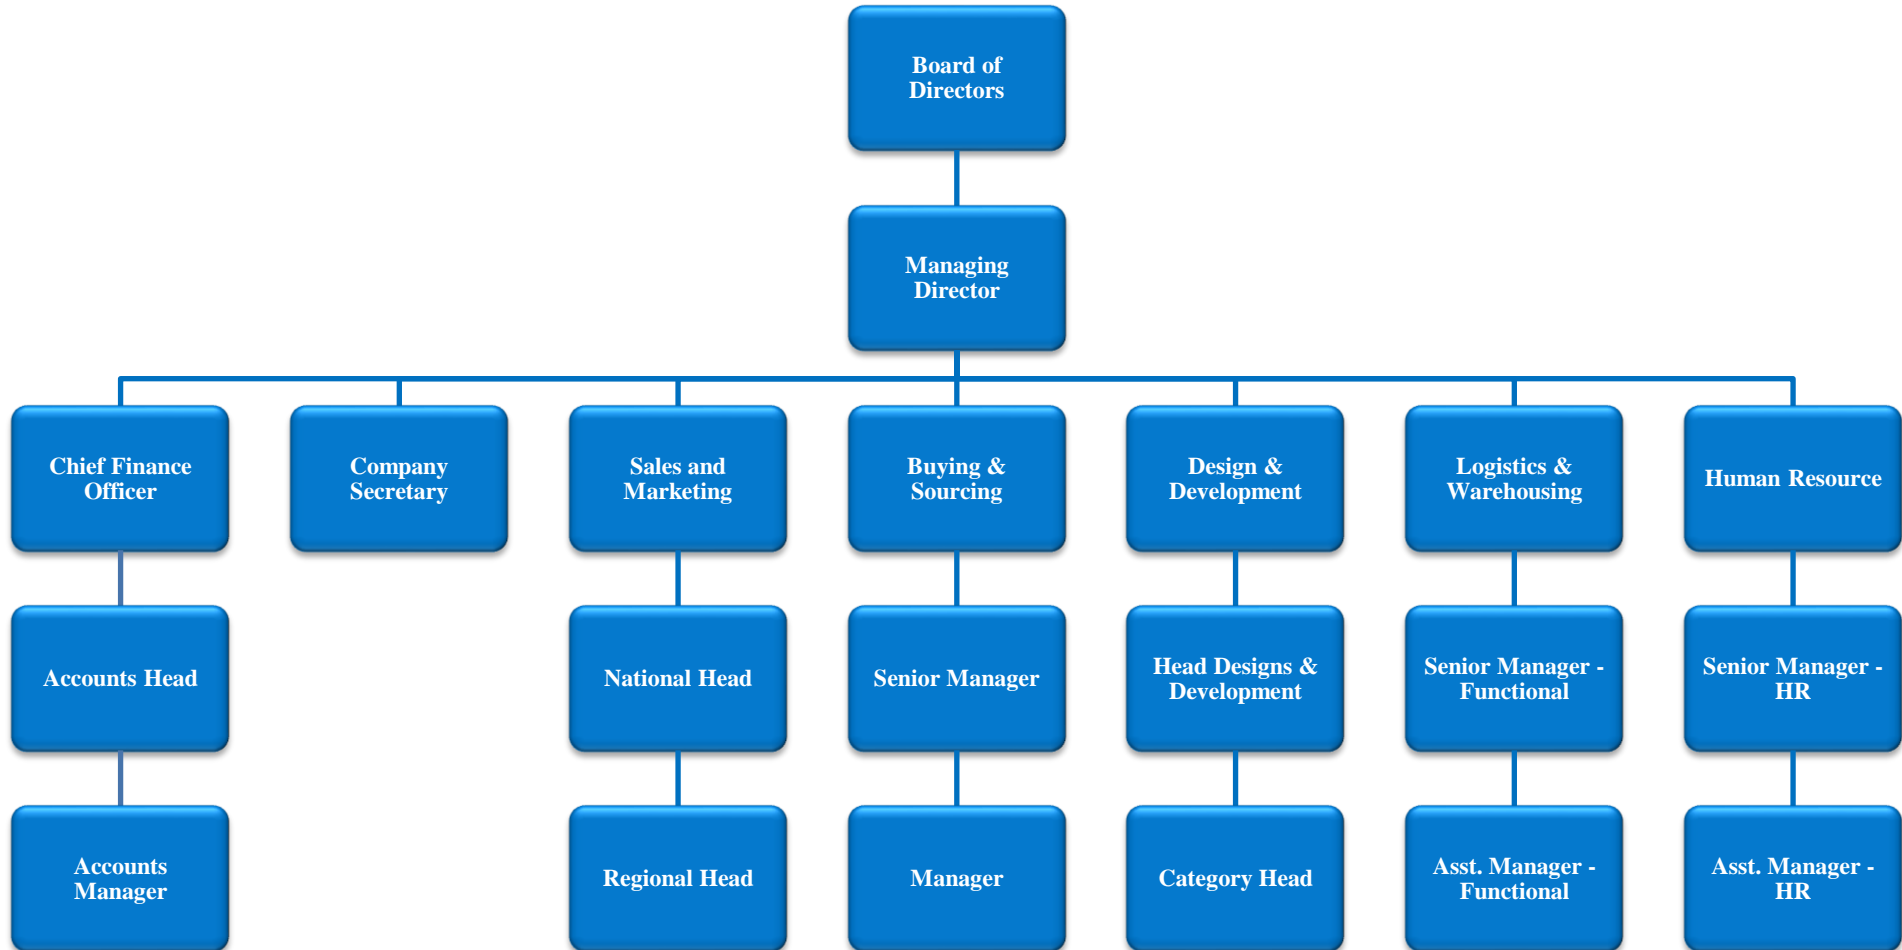 Board of
Directors
Managing
Director
Chief Finance
Officer
Company
Secretary
Sales and
Marketing
Buying &
Sourcing
Design &
Development
Logistics &
Warehousing
Human Resource
Accounts Head
National Head
Senior Manager
Head Designs &
Development
Senior Manager -
Functional
Senior Manager -
HR
Accounts
Manager
Regional Head
Manager
Category Head
Asst. Manager -
Functional
Asst. Manager -
HR